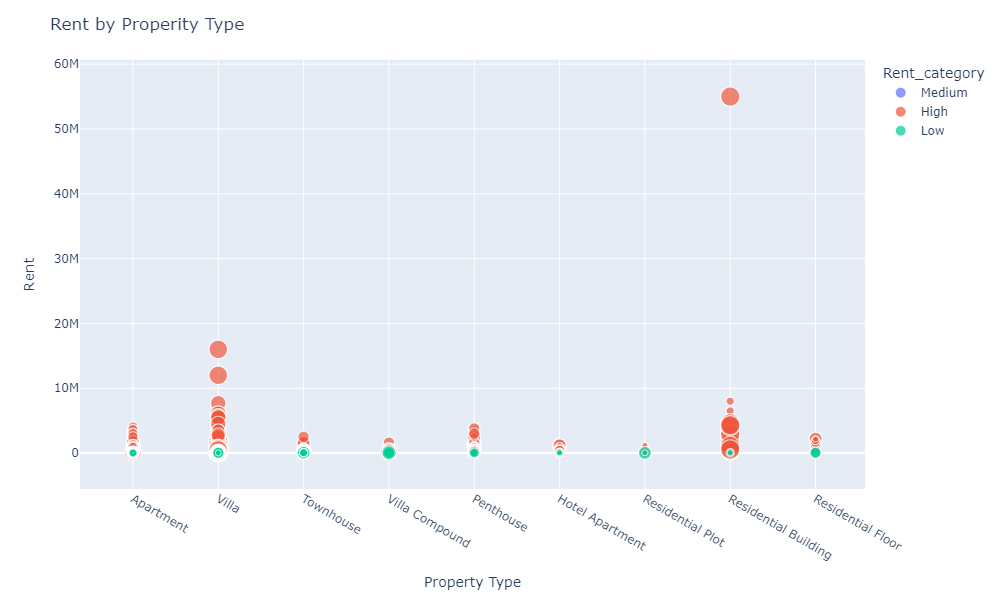 Rent by Properity Type
60M
50M
40M
30M
20M
10M
0
Rent
Apartment
Villa
Townhouse
Villa Compound
Penthouse
Hotel Apartment
Residential Plot
Residential Building
Residential Floor
Property Type
Rent_category
Medium
High
Low